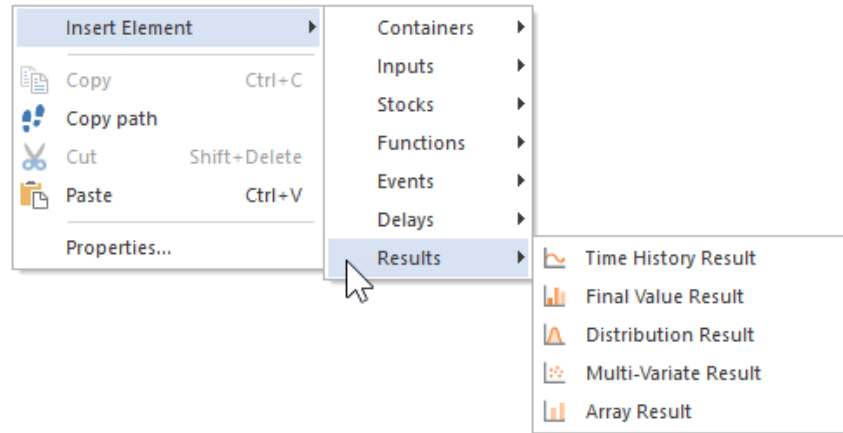 Insert Element
Copy Ctrl+C
Copy path
Cut Shift+Delete
Paste Ctrl+V
Properties...
Containers
Inputs
Stocks
Functions
Events
Delays
Results
Time History Result
Final Value Result
Distribution Result
Multi-Variate Result
Array Result